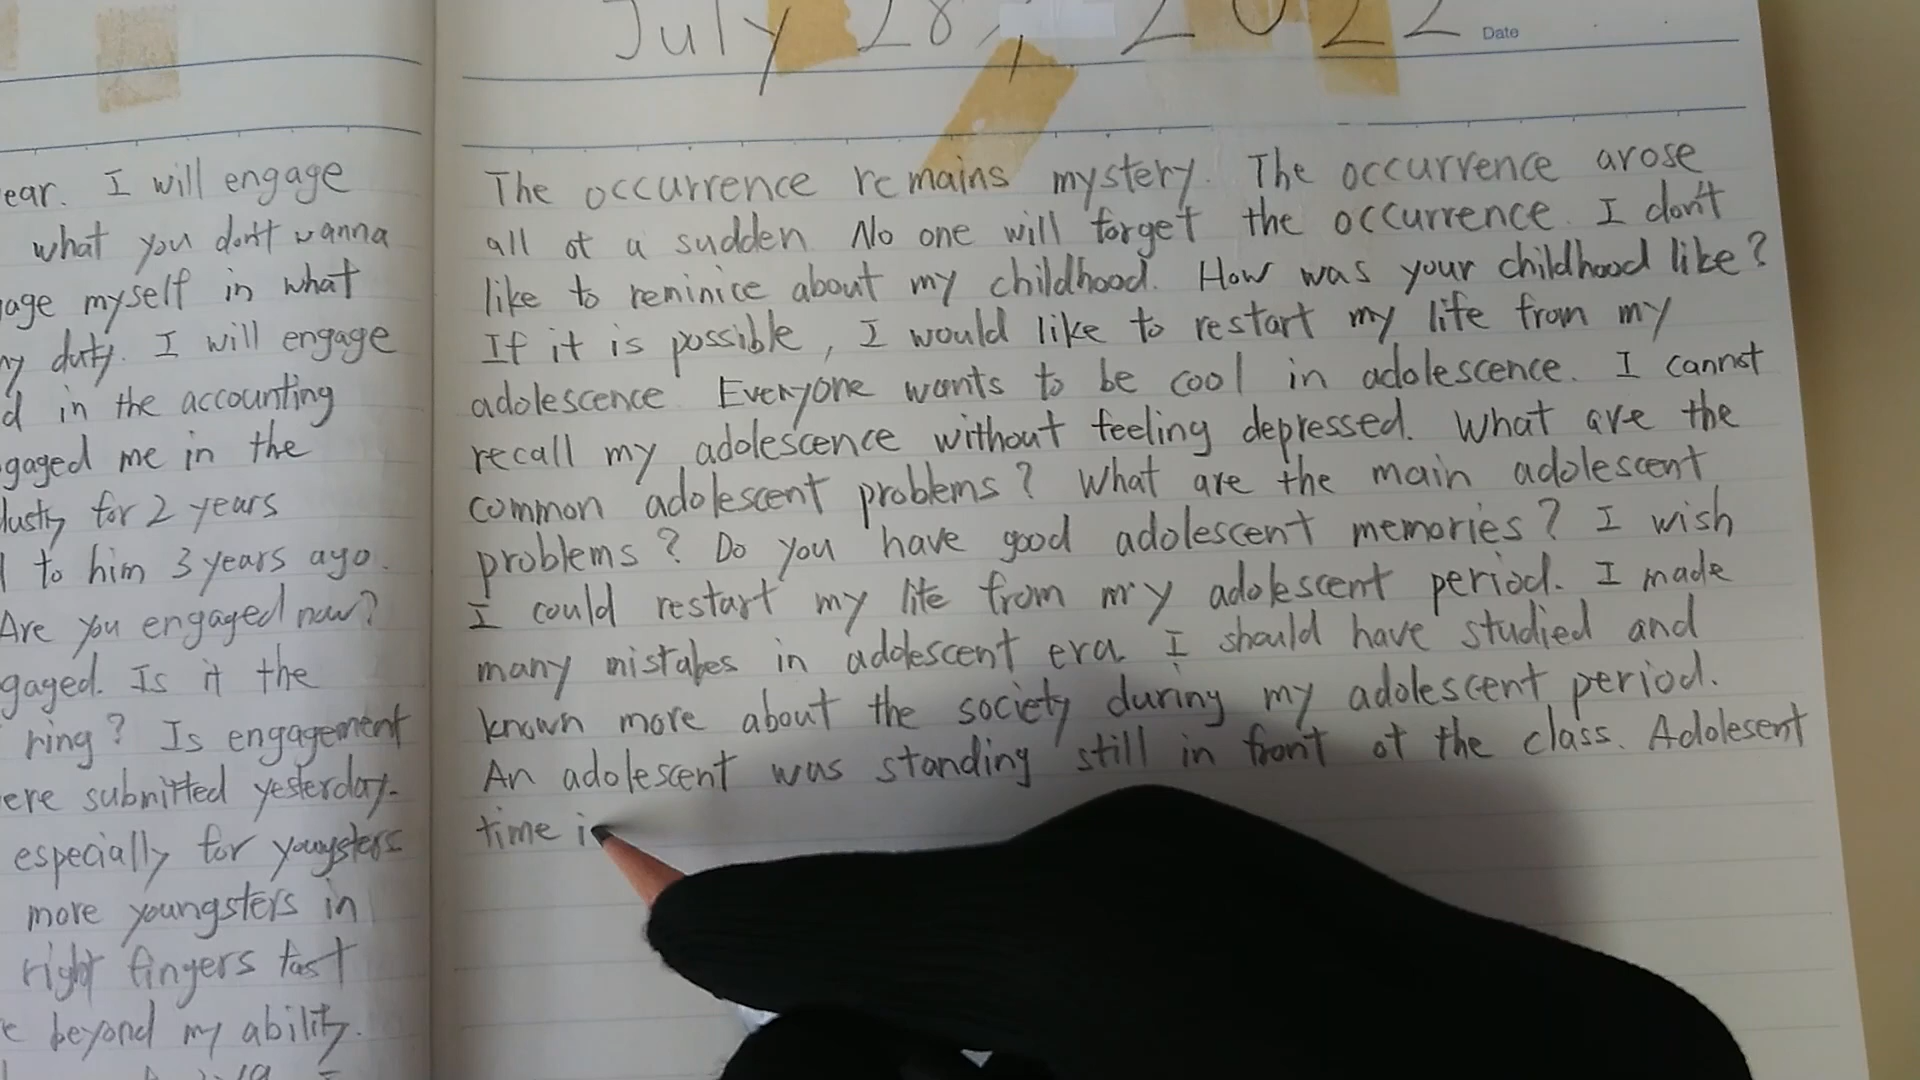 ear. I will engage
what you don't wanna
age myself in what
my duty. I will engage
d in the accounting
gaged me in the
dustry for 2 years
to him 3 years ago.
Are you engaged now?
gaged. Is it the
ring? Is engagement
ere submitted yesterday.
especially for youngsters
more youngsters in
right fingers fast
e beyond my ability.
July 28, 2022
Date
The occurrence remains mystery. The occurrence arose
all of a sudden. No one will forget the occurrence. I don't
like to reminice about my childhood. How was your childhood like?
If it is possible, I would like to restart my life from my
adolescence. Everyone wants to be cool in adolescence. I cannot
recall my adolescence without feeling depressed. What are the
common adolescent problems? What are the main adolescent
problems? Do you have good adolescent memories? I wish
I could restart my life from my adolescent period. I made
many mistakes in adolescent era. I should have studied and
known more about the society during my adolescent period.
An adolescent was standing still in front of the class. Adolesent
time i